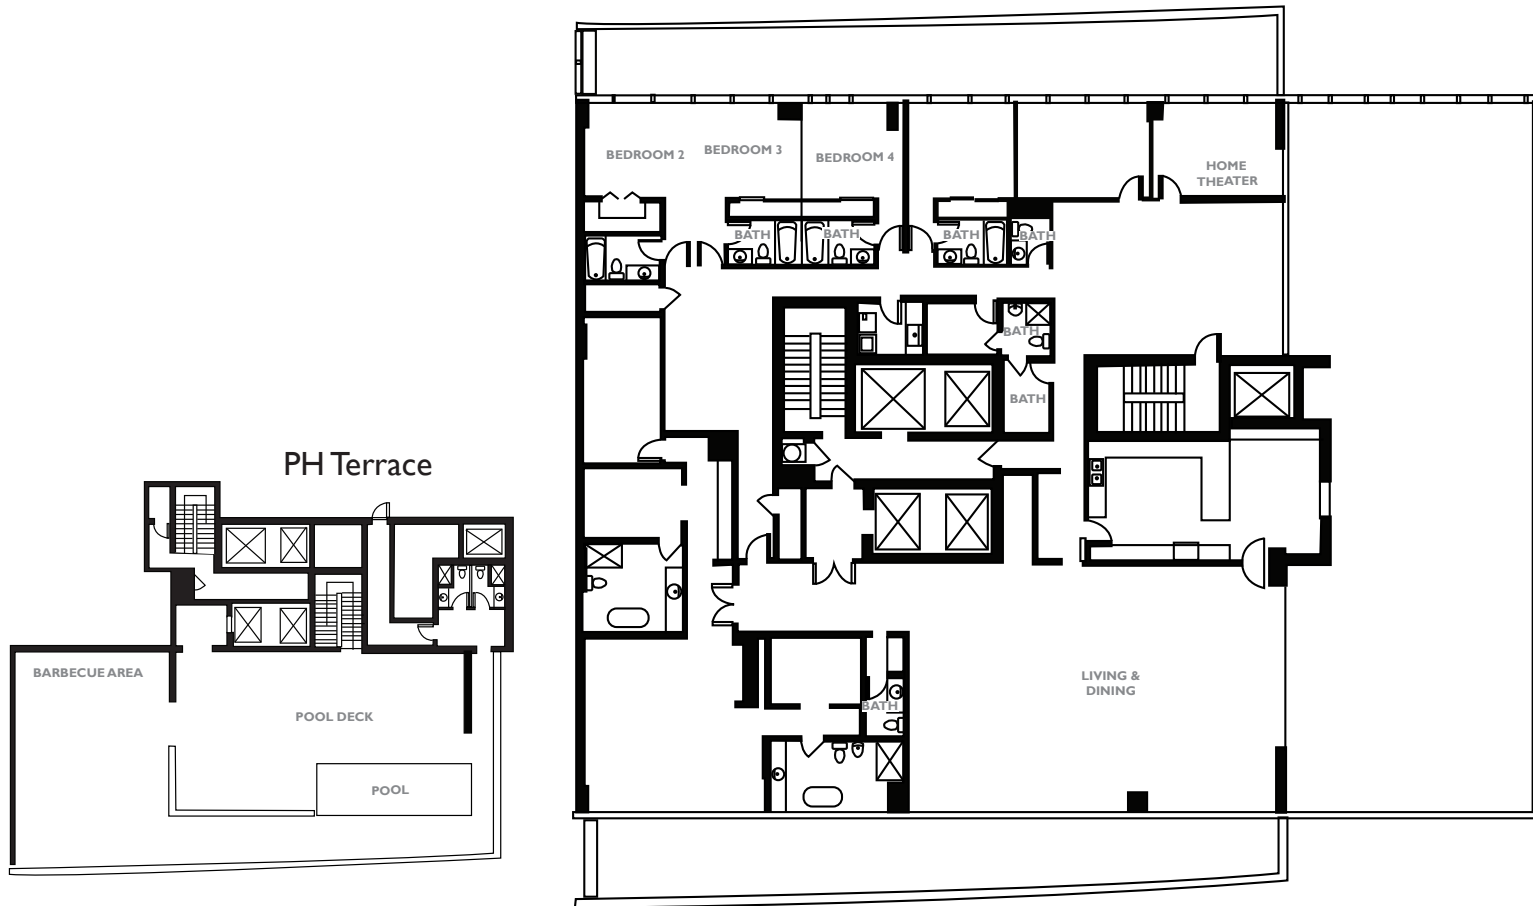 PH Terrace
BARBECUE AREA
POOL DECK
POOL
BEDROOM 2
BEDROOM 3
BEDROOM 4
HOME
THEATER
BATH
BATH
BATH
BATH
BATH
BATH
LIVING &
DINING
BATH